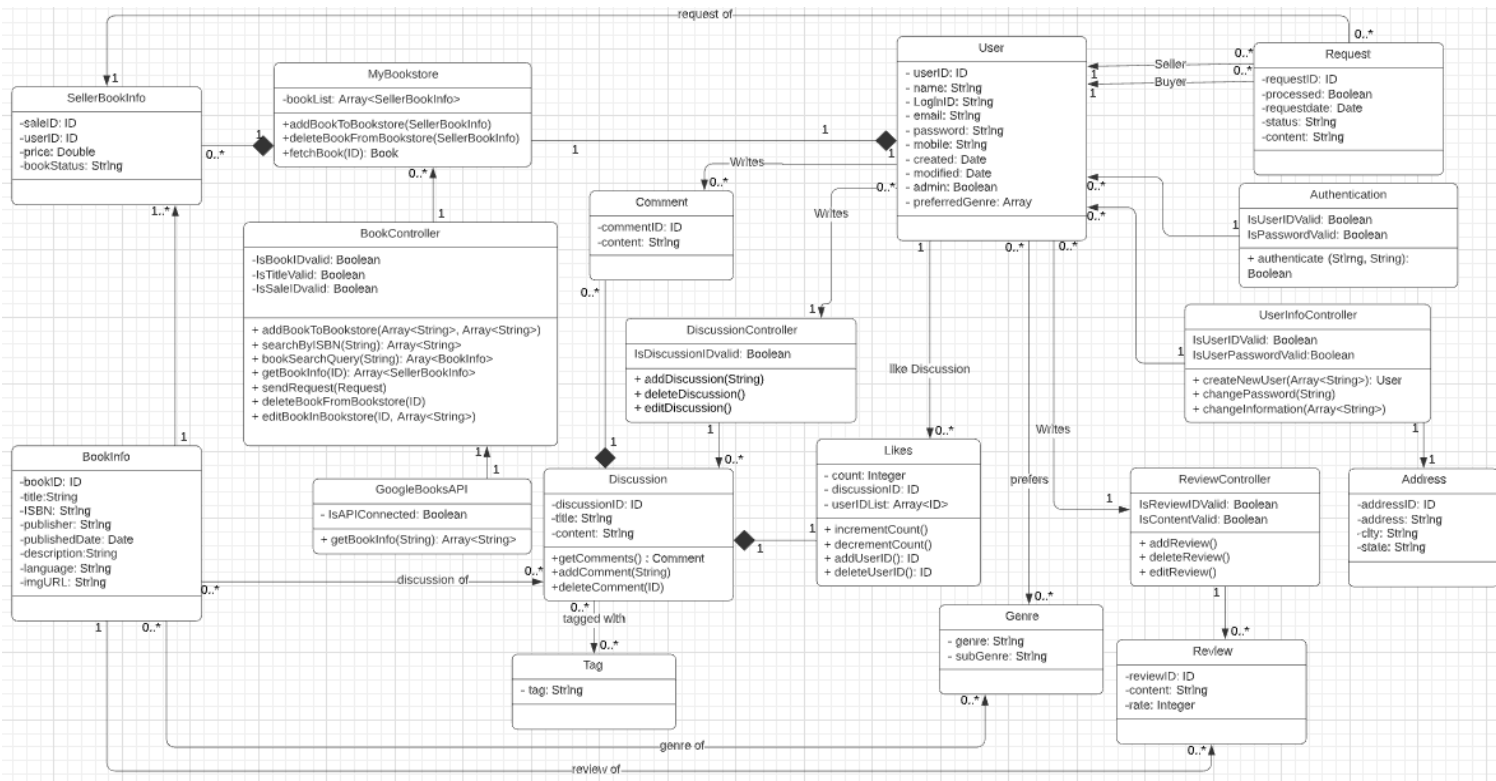 request of
1
0..*
SellerBookInfo
-saleID: ID
-userID: ID
-price: Double
-bookStatus: String
0..*
1
1..*
MyBookstore
-bookList: Array<SellerBookInfo>
+addBookToBookstore(SellerBookInfo)
+deleteBookFromBookstore(SellerBookInfo)
+fetchBook(ID): Book
0..*
1
1
1
User
- userID: ID
- name: String
- LoginID: String
- email: String
- password: String
- mobile: String
- created: Date
- modified: Date
- admin: Boolean
- preferredGenre: Array
0..*
Seller
1
0..*
Buyer
1
Request
-requestID: ID
-processed: Boolean
-requestdate: Date
-status: String
-content: String
1
Writes
0..*
0..*
Writes
1
0..*
0..*
Authentication
IsUserIDValid: Boolean
IsPasswordValid: Boolean
+ authenticate (Stirng, String):
Boolean
1
Comment
-commentID: ID
-content: String
0..*
1
BookController
-IsBookIDvalid: Boolean
-IsTitleValid: Boolean
-IsSaleIDvalid: Boolean
+ addBookToBookstore(Array<String>, Array<String>)
+ searchByISBN(String): Array<String>
+ bookSearchQuery(String): Aray<BookInfo>
+ getBookInfo(ID): Array<SellerBookInfo>
+ sendRequest(Request)
+ deleteBookFromBookstore(ID)
+ editBookInBookstore(ID, Array<String>)
1
1
DiscussionController
IsDiscussionIDvalid: Boolean
+ addDiscussion(String)
+ deleteDiscussion()
+ editDiscussion()
1
0..*
1
like Discussion
0..*
0..*
prefers
0..*
0..*
Writes
1
UserInfoController
IsUserIDValid: Boolean
IsUserPasswordValid:Boolean
+ createNewUser(Array<String>): User
+ changePassword(String)
+ changeInformation(Array<String>)
1
1
1
BookInfo
-bookID: ID
-title:String
-ISBN: String
-publisher: String
-publishedDate: Date
-description:String
-language: String
-imgURL: String
1
0..*
discussion of
0..*
1
0..*
GoogleBooksAPI
- IsAPIConnected: Boolean
+ getBookInfo(String): Array<String>
Discussion
-discussionID: ID
-title: String
-content: String
+getComments() : Comment
+addComment(String)
+deleteComment(ID)
1
1
1
0..*
tagged with
0..*
Tag
- tag: String
Likes
- count: Integer
- discussionID: ID
- userIDList: Array<ID>
+ incrementCount()
+ decrementCount()
+ addUserID(): ID
+ deleteUserID(): ID
ReviewController
IsReviewIDValid: Boolean
IsContentValid: Boolean
+ addReview()
+ deleteReview()
+ editReview()
1
0..*
Address
-addressID: ID
-address: String
-city: String
-state: String
Genre
- genre: String
- subGenre: String
0..*
Review
-reviewID: ID
-content: String
-rate: Integer
0..*
genre of
review of